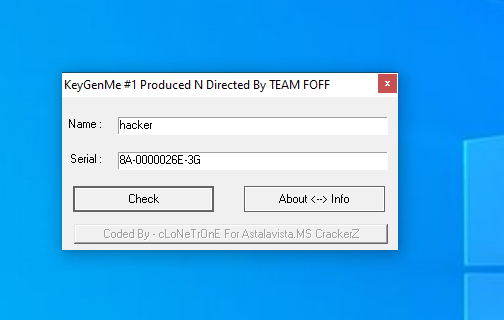 KeyGenMe #1 Produced N Directed By TEAM FOFF
x
Name :
hacker
Serial :
8A-0000026E-3G
Check
About <--> Info
Coded By - cLoNeTrOnE For Astalavista.MS CrackerZ